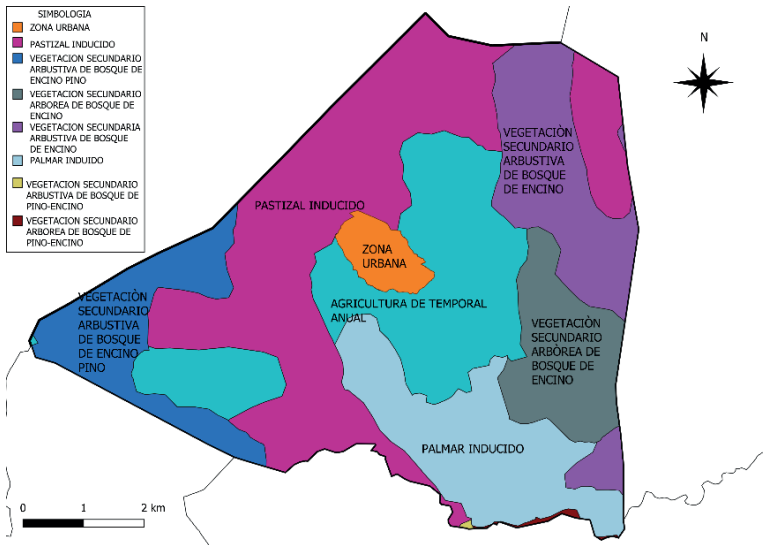 SIMBOLOGIA
ZONA URBANA
PASTIZAL INDUCIDO
VEGETACION SECUNDARIO
ARBUSTIVA DE BOSQUE DE
ENCINO PINO
VEGETACION SECUNDARIO
ARBOREA DE BOSQUE DE
ENCINO
VEGETACION SECUNDARIA
ARBUSTIVA DE BOSQUE
DE ENCINO
PALMAR INDUIDO
VEGETACION SECUNDARIO
ARBUSTIVA DE BOSQUE DE
PINO-ENCINO
VEGETACION SECUNDARIO
ARBOREA DE BOSQUE DE
PINO-ENCINO
N
VEGETACIÒN
SECUNDARIO
ARBUSTIVA
DE BOSQUE
DE ENCINO
PASTIZAL INDUCIDO
ZONA
URBANA
VEGETACIÒN
SECUNDARIO
ARBUSTIVA
DE BOSQUE
DE ENCINO
PINO
AGRICULTURA DE TEMPORAL
ANUAL
VEGETACIÒN
SECUNDARIO
ARBÒREA DE
BOSQUE DE
ENCINO
PALMAR INDUCIDO
0 1 2 km